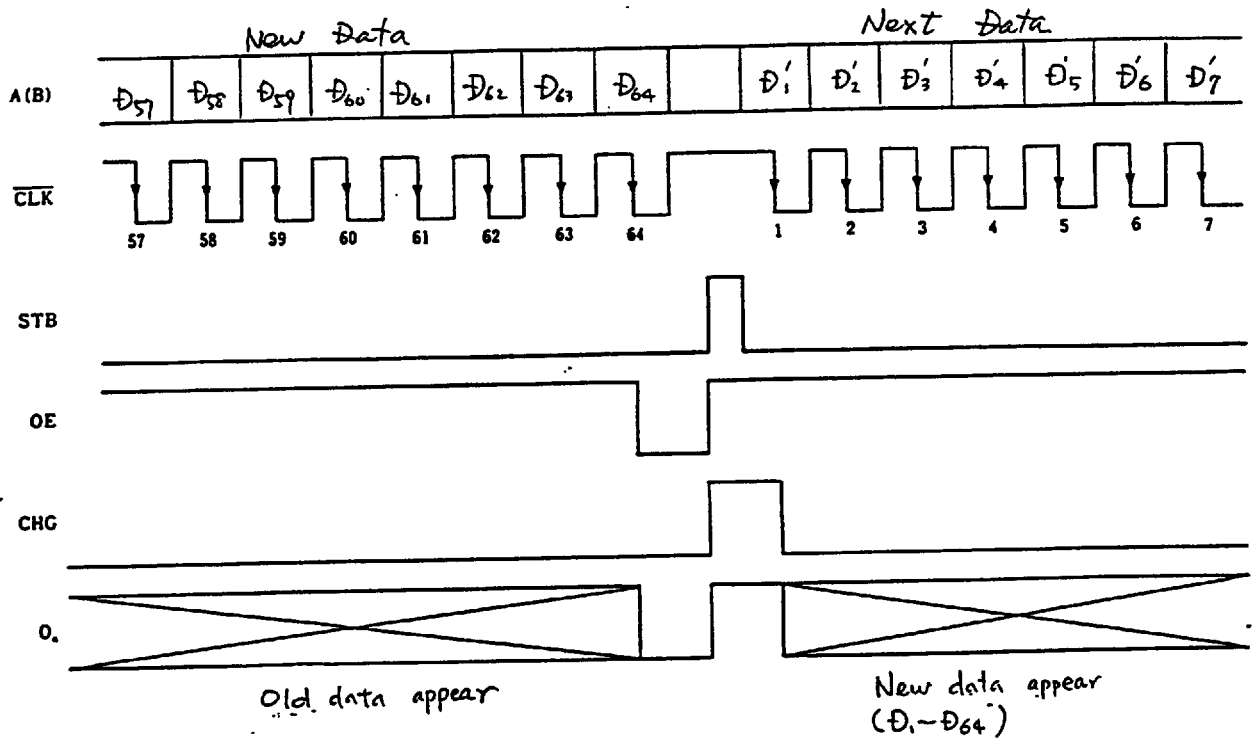 New Data Next Data
A(B) D57 D58 D59 D60 D61 D62 D63 D64 D'1 D'2 D'3 D'4 D'5 D'6 D'7
CLK
57 58 59 60 61 62 63 64 1 2 3 4 5 6 7
STB
OE
CHG
Old data appear
New data appear
(D1~D64)